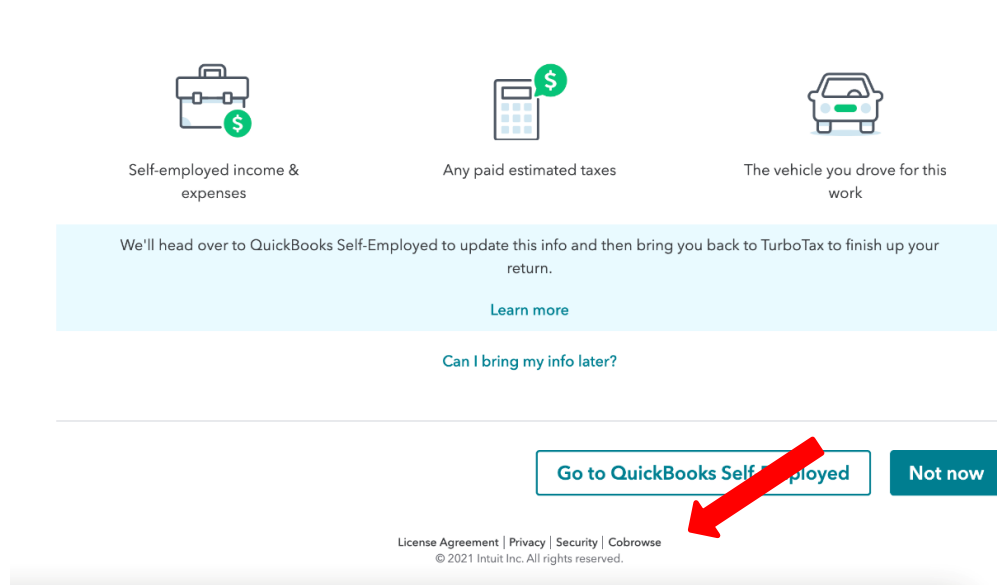 $
$
Self-employed income &
expenses
Any paid estimated taxes
The vehicle you drove for this
work
We'll head over to QuickBooks Self-Employed to update this info and then bring you back to TurboTax to finish up your
return.
Learn more
Can I bring my info later?
Go to QuickBooks Self-Employed
Not now
License Agreement | Privacy | Security | Cobrowse
© 2021 Intuit Inc. All rights reserved.